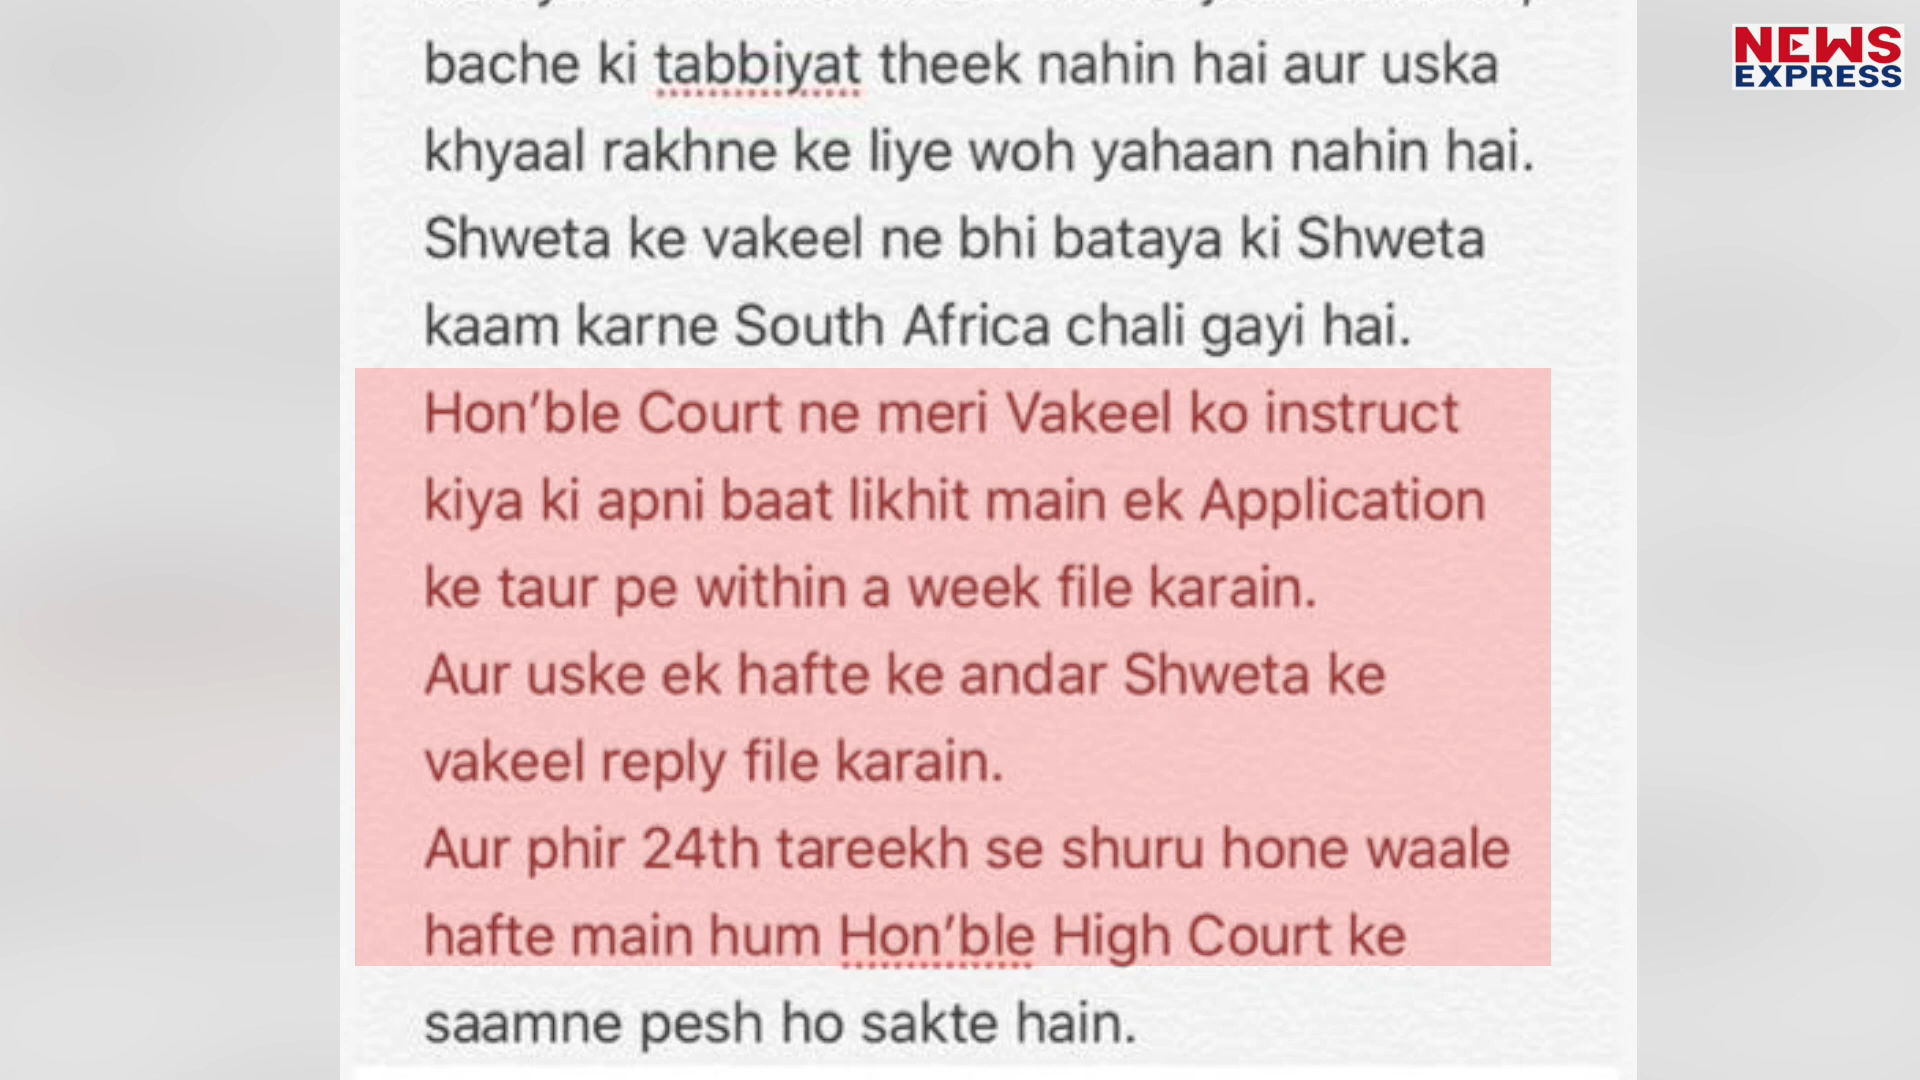 NEWS
EXPRESS
bache ki tabbiyat theek nahin hai aur uska
khyaal rakhne ke liye woh yahaan nahin hai.
Shweta ke vakeel ne bhi bataya ki Shweta
kaam karne South Africa chali gayi hai.
Hon’ble Court ne meri Vakeel ko instruct
kiya ki apni baat likhit main ek Application
ke taur pe within a week file karain.
Aur uske ek hafte ke andar Shweta ke
vakeel reply file karain.
Aur phir 24th tareekh se shuru hone waale
hafte main hum Hon’ble High Court ke
saamne pesh ho sakte hain.